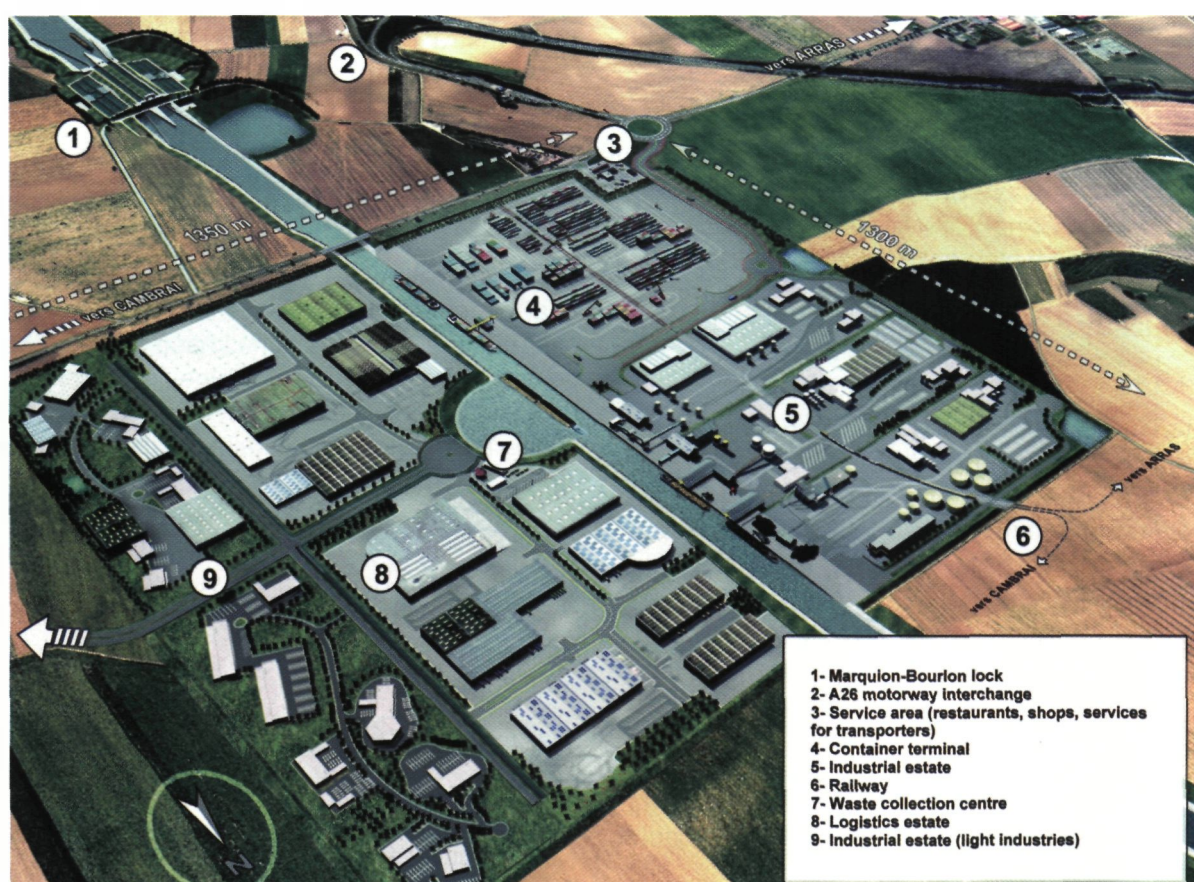 vers ARRAS
2
1
3
1350 m
1300 m
vers CAMBRAI
4
5
7
vers ARRAS
6
8
9
vers CAMBRAI
N
1- Marquion-Bourlon lock
2- A26 motorway interchange
3- Service area (restaurants, shops, services
for transporters)
4- Container terminal
5- Industrial estate
6- Railway
7- Waste collection centre
8- Logistics estate
9- Industrial estate (light industries)